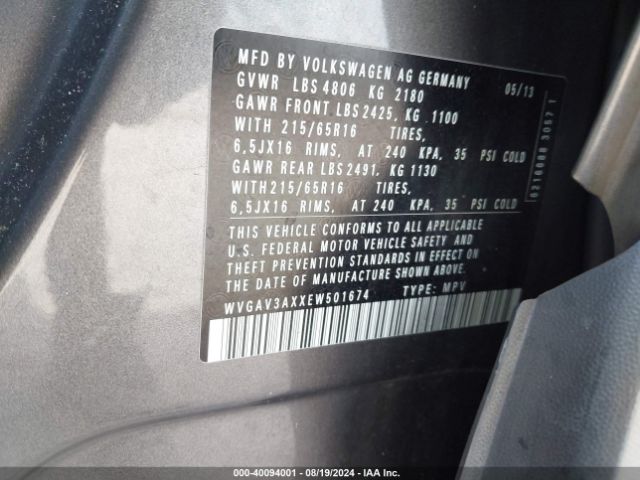 MFD BY VOLKSWAGEN AG GERMANY
05/13
GVWR LBS 4806 KG 2180
GAWR FRONT LBS 2425, KG 1100
WITH 215/65R16 TIRES,
6,5JX16 RIMS, AT 240 KPA, 35 PSI COLD
GAWR REAR LBS 2491, KG 1130
WITH 215/65R16 TIRES,
6,5JX16 RIMS, AT 240 KPA, 35 PSI COLD
THIS VEHICLE CONFORMS TO ALL APPLICABLE
U.S. FEDERAL MOTOR VEHICLE SAFETY AND
THEFT PREVENTION STANDARDS IN EFFECT ON
THE DATE OF MANUFACTURE SHOWN ABOVE.
WVGAV3AXXEW501674 TYPE: MPV
000-40094001 - 08/19/2024 - IAA Inc.